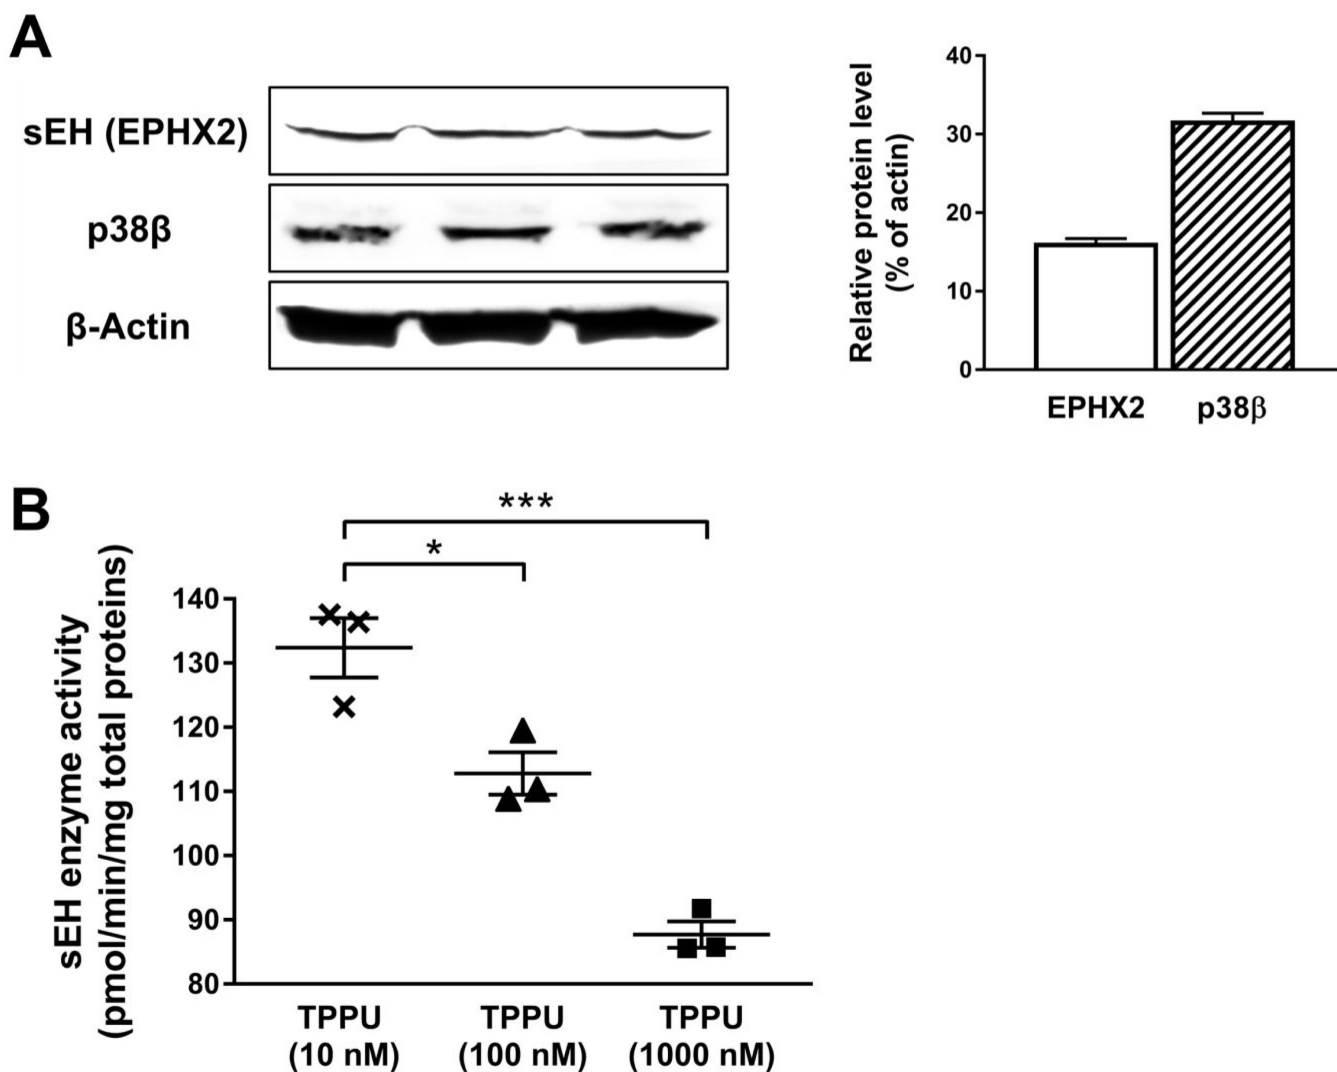 A
sEH (EPHX2)
p38β
β-Actin
Relative protein level
(% of actin)
40
30
20
10
0
EPHX2
p38β
B
***
*
sEH enzyme activity
(pmol/min/mg total proteins)
140
130
120
110
100
90
80
TPPU
(10 nM)
TPPU
(100 nM)
TPPU
(1000 nM)